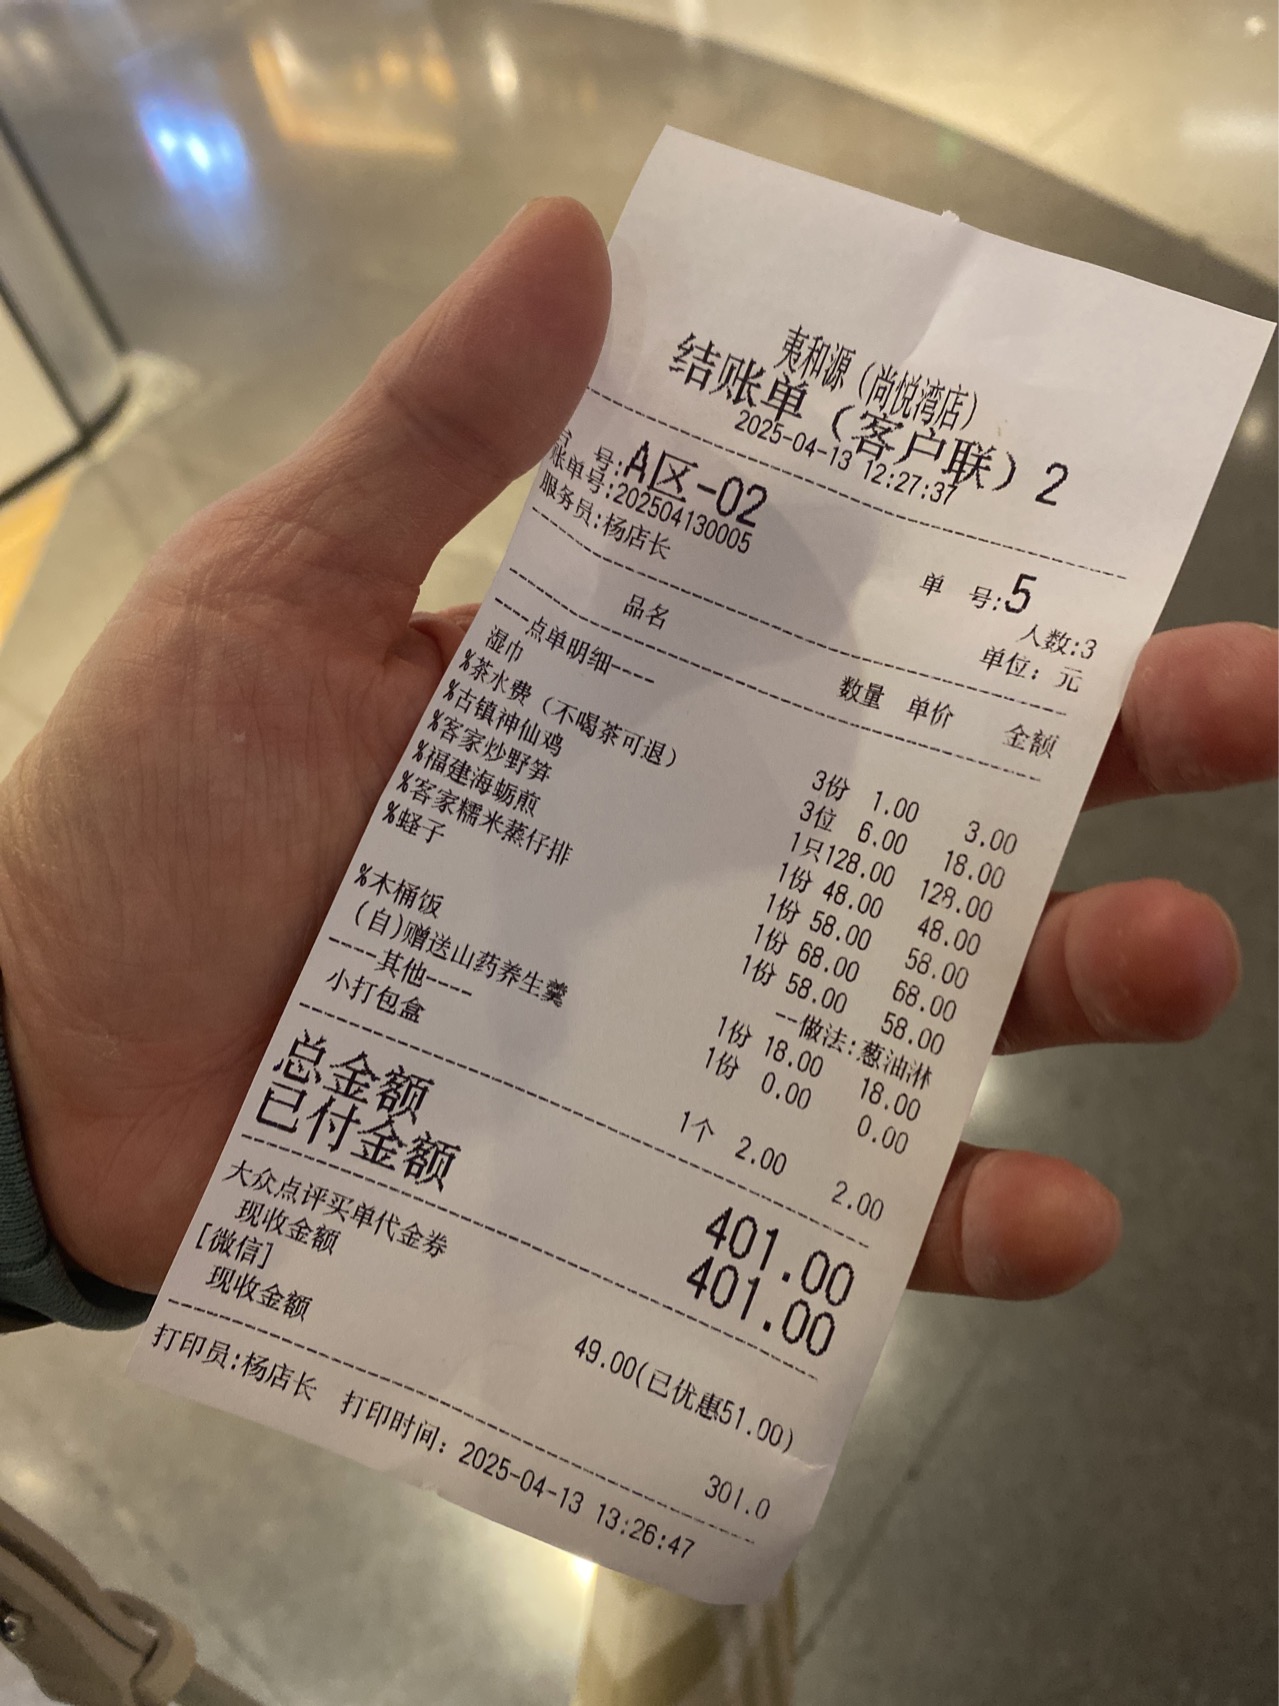 夷和源（尚悦湾店）
结账单（客户联）2
2025-04-13 12:27:37
台 号:A区-02 单 号:5
账单号:202504130005 人数:3
服务员:杨店长 单位：元
品名 数量 单价 金额
----点单明细----
湿巾 3份 1.00 3.00
%茶水费（不喝茶可退） 3位 6.00 18.00
%古镇神仙鸡 1只128.00 128.00
%客家炒野笋 1份 48.00 48.00
%福建海蛎煎 1份 58.00 58.00
%客家糯米蒸仔排 1份 68.00 68.00
%蛏子 1份 58.00 58.00
--做法:葱油淋
%木桶饭 1份 18.00 18.00
(自)赠送山药养生羹 1份 0.00 0.00
----其他----
小打包盒 1个 2.00 2.00
总金额 401.00
已付金额 401.00
大众点评买单代金券
现收金额 49.00(已优惠51.00)
[微信]
现收金额 301.0
打印员:杨店长 打印时间: 2025-04-13 13:26:47